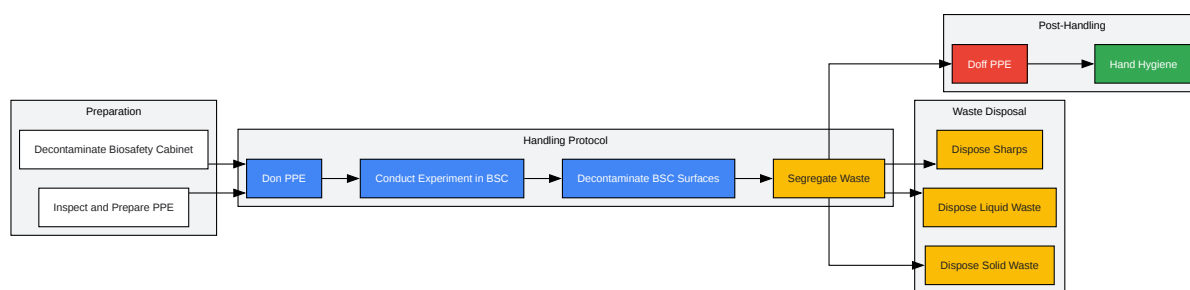 Preparation
Decontaminate Biosafety Cabinet
Inspect and Prepare PPE
Handling Protocol
Don PPE
Conduct Experiment in BSC
Decontaminate BSC Surfaces
Segregate Waste
Post-Handling
Doff PPE
Hand Hygiene
Waste Disposal
Dispose Sharps
Dispose Liquid Waste
Dispose Solid Waste